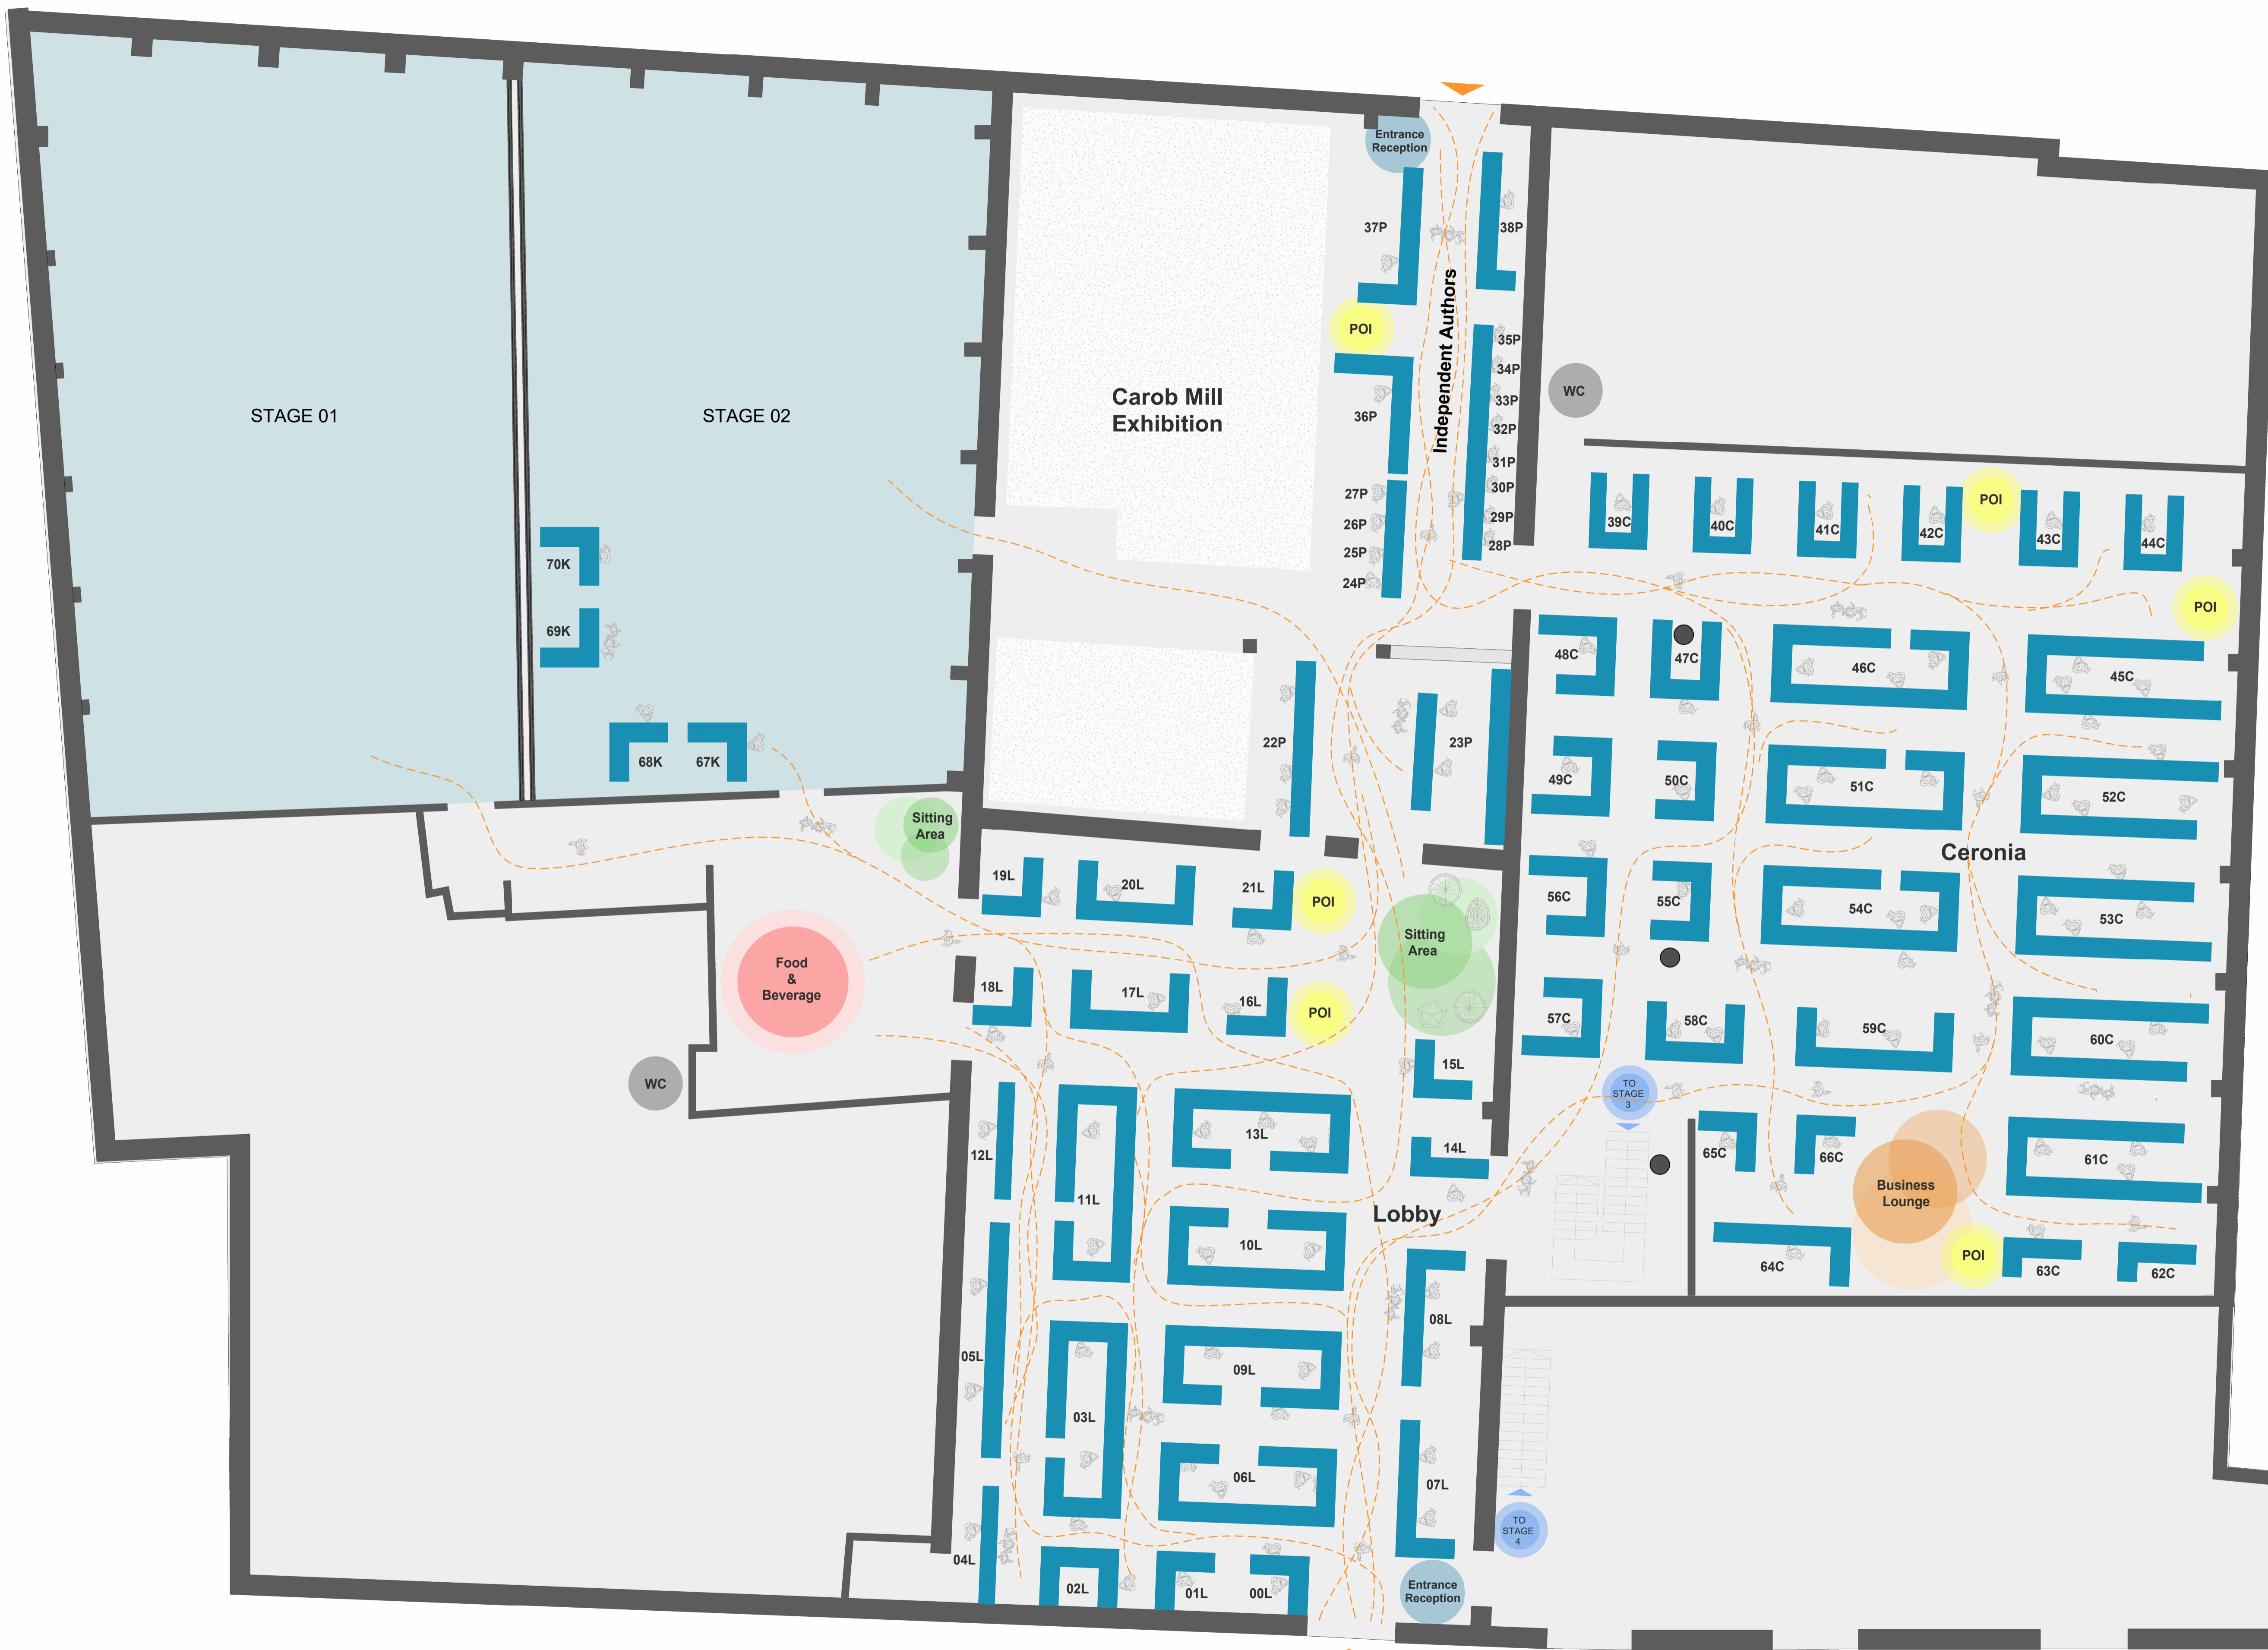 Entrance
Reception
37P
38P
Independent Authors
POI
35P
34P
33P
32P
31P
30P
29P
28P
36P
27P
26P
25P
24P
STAGE 01
STAGE 02
Carob Mill
Exhibition
WC
39C
40C
41C
42C
POI
43C
44C
POI
70K
69K
68K
67K
22P
23P
48C
47C
46C
45C
49C
50C
51C
52C
Ceronia
56C
55C
54C
53C
57C
58C
59C
60C
TO
STAGE
3
65C
66C
61C
Business
Lounge
64C
POI
63C
62C
Sitting
Area
19L
20L
21L
POI
Sitting
Area
Food
&
Beverage
18L
17L
16L
POI
WC
15L
14L
12L
11L
13L
10L
Lobby
08L
05L
03L
09L
06L
07L
04L
02L
01L
00L
TO
STAGE
4
Entrance
Reception